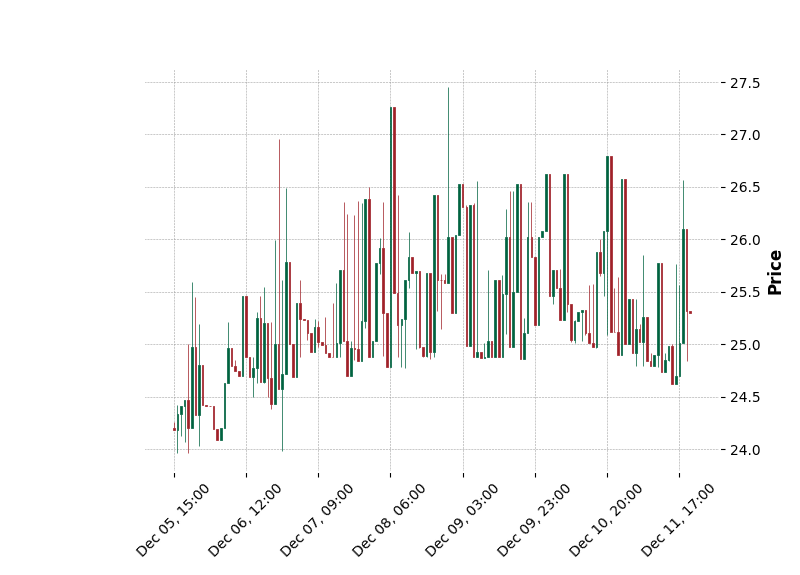 27.5
27.0
26.5
26.0
25.5
25.0
24.5
24.0
Price
Dec 05, 15:00
Dec 06, 12:00
Dec 07, 09:00
Dec 08, 06:00
Dec 09, 03:00
Dec 09, 23:00
Dec 10, 20:00
Dec 11, 17:00